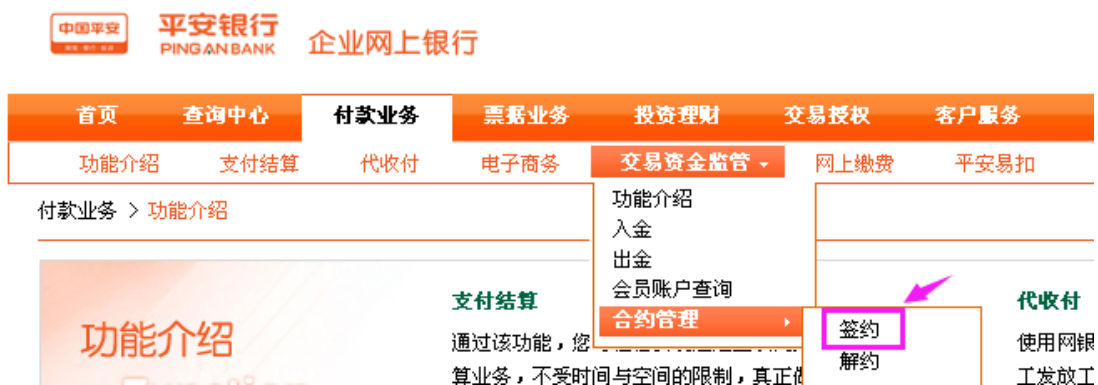 中国平安
平安银行
PINGAN BANK
企业网上银行
首页 查询中心 付款业务 票据业务 投资理财 交易授权 客户服务
功能介绍 支付结算 代收付 电子商务 交易资金监管 网上缴费 平安易扣
付款业务 > 功能介绍
功能介绍
入金
出金
会员账户查询
合约管理
签约
解约
功能介绍
支付结算
通过该功能，您
算业务，不受时间与空间的限制，真正
代收付
使用网银
工发放工